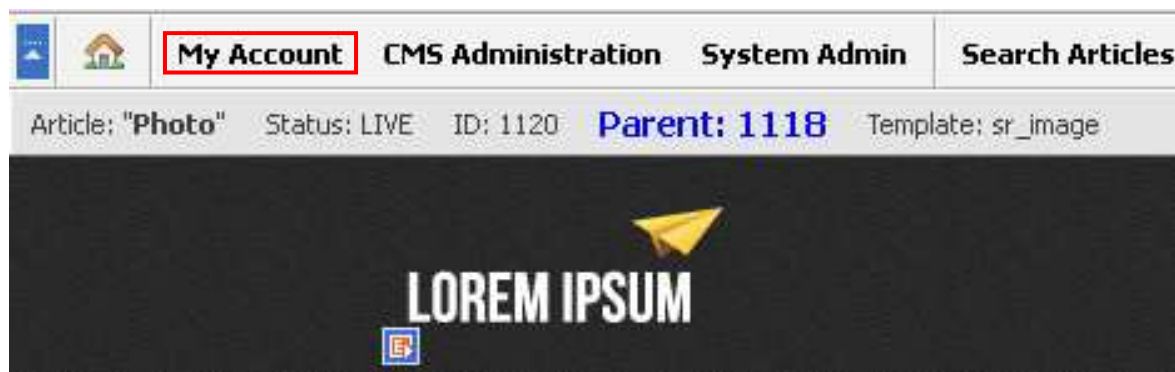 My Account CMS Administration System Admin Search Articles
Article: "Photo" Status: LIVE ID: 1120 Parent: 1118 Template: sr_image
LOREM IPSUM